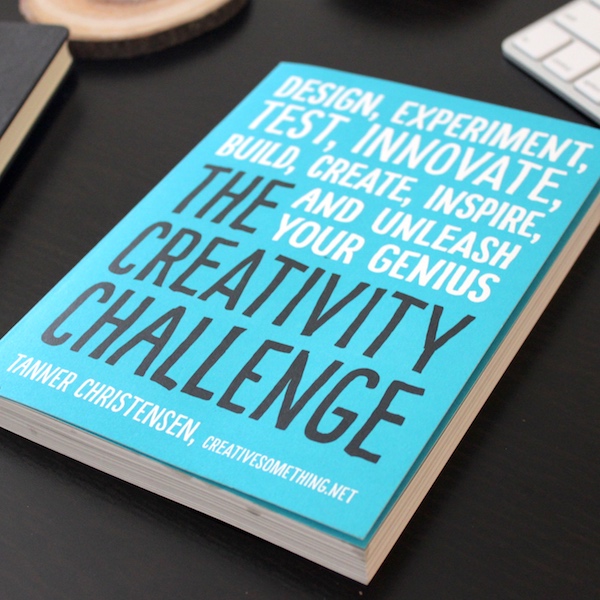 DESIGN, EXPERIMENT,
TEST, INNOVATE,
BUILD, CREATE, INSPIRE,
AND UNLEASH
YOUR GENIUS
THE
CREATIVITY
CHALLENGE
TANNER CHRISTENSEN, CREATIVESOMETHING.NET